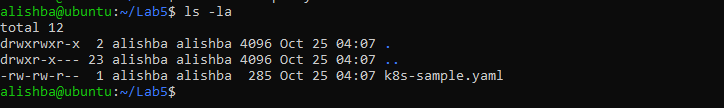 alishba@ubuntu:~/Lab5$ ls -la
total 12
drwxrwxr-x  2 alishba alishba 4096 Oct 25 04:07 .
drwxr-x--- 23 alishba alishba 4096 Oct 25 04:07 ..
-rw-rw-r--  1 alishba alishba  285 Oct 25 04:07 k8s-sample.yaml
alishba@ubuntu:~/Lab5$